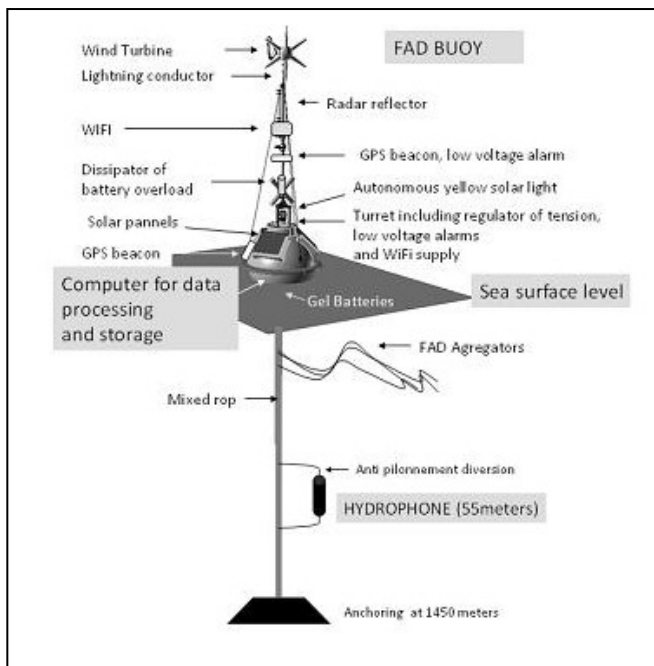 Wind Turbine
FAD BUOY
Lightning conductor
Radar reflector
WIFI
GPS beacon, low voltage alarm
Dissipator of
battery overload
Autonomous yellow solar light
Solar pannels
Turret including regulator of tension,
low voltage alarms
and WiFi supply
GPS beacon
Computer for data
processing
and storage
Gel Batteries
Sea surface level
FAD Agregators
Mixed rop
Anti pilonnement diversion
HYDROPHONE (55meters)
Anchoring at 1450 meters